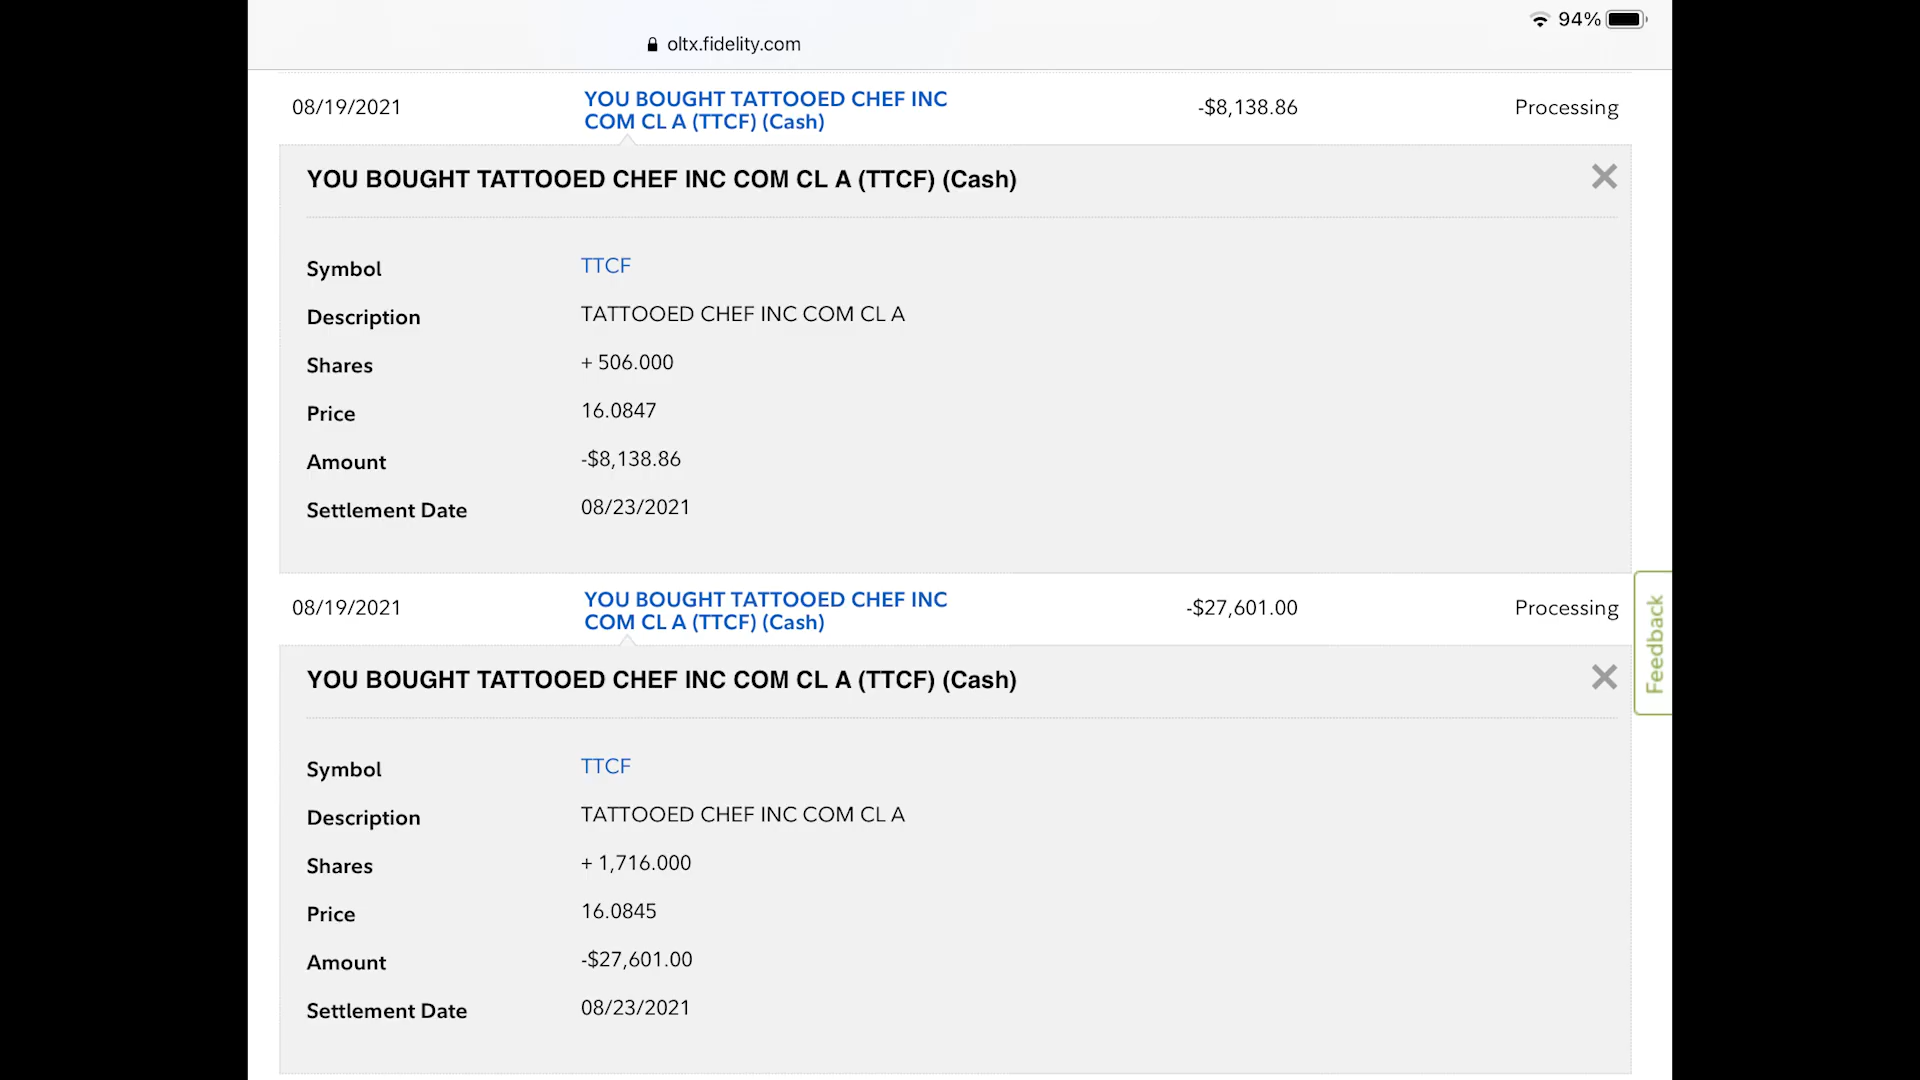 94%
oltx.fidelity.com
08/19/2021 YOU BOUGHT TATTOOED CHEF INC -$8,138.86 Processing
COM CL A (TTCF) (Cash)
YOU BOUGHT TATTOOED CHEF INC COM CL A (TTCF) (Cash)
Symbol TTCF
Description TATTOOED CHEF INC COM CL A
Shares + 506.000
Price 16.0847
Amount -$8,138.86
Settlement Date 08/23/2021
08/19/2021 YOU BOUGHT TATTOOED CHEF INC -$27,601.00 Processing
COM CL A (TTCF) (Cash)
Feedback
YOU BOUGHT TATTOOED CHEF INC COM CL A (TTCF) (Cash)
Symbol TTCF
Description TATTOOED CHEF INC COM CL A
Shares + 1,716.000
Price 16.0845
Amount -$27,601.00
Settlement Date 08/23/2021